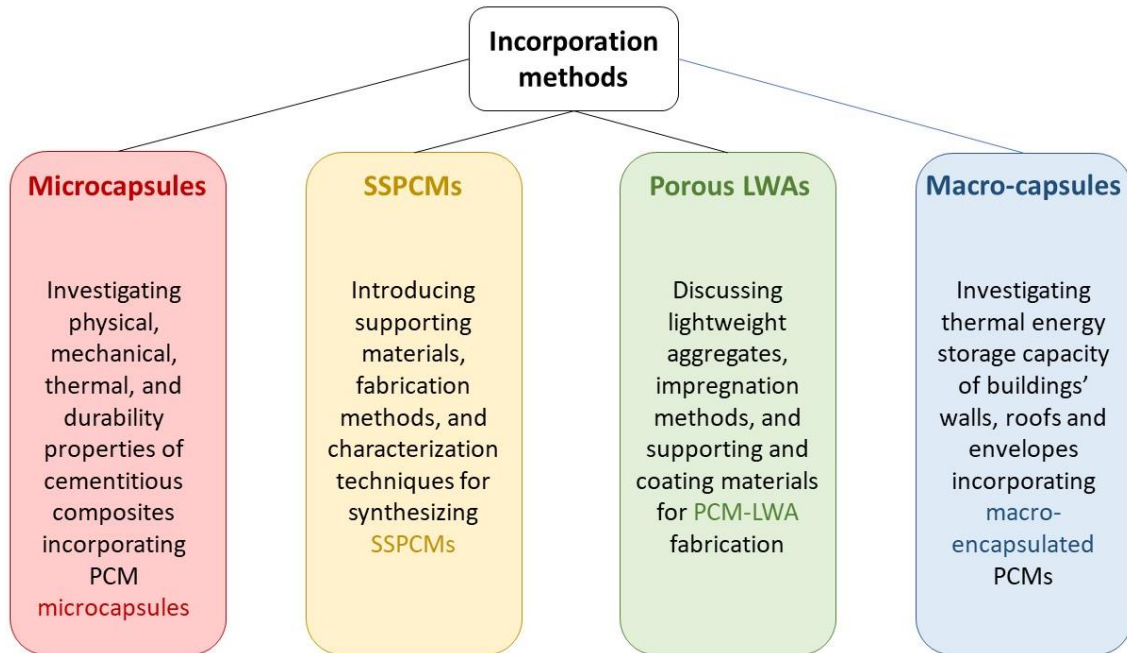 Incorporation
methods
Microcapsules
Investigating
physical,
mechanical,
thermal, and
durability
properties of
cementitious
composites
incorporating
PCM
microcapsules
SSPCMs
Introducing
supporting
materials,
fabrication
methods, and
characterization
techniques for
synthesizing
SSPCMs
Porous LWAs
Discussing
lightweight
aggregates,
impregnation
methods, and
supporting and
coating materials
for PCM-LWA
fabrication
Macro-capsules
Investigating
thermal energy
storage capacity
of buildings’
walls, roofs and
envelopes
incorporating
macro-
encapsulated
PCMs